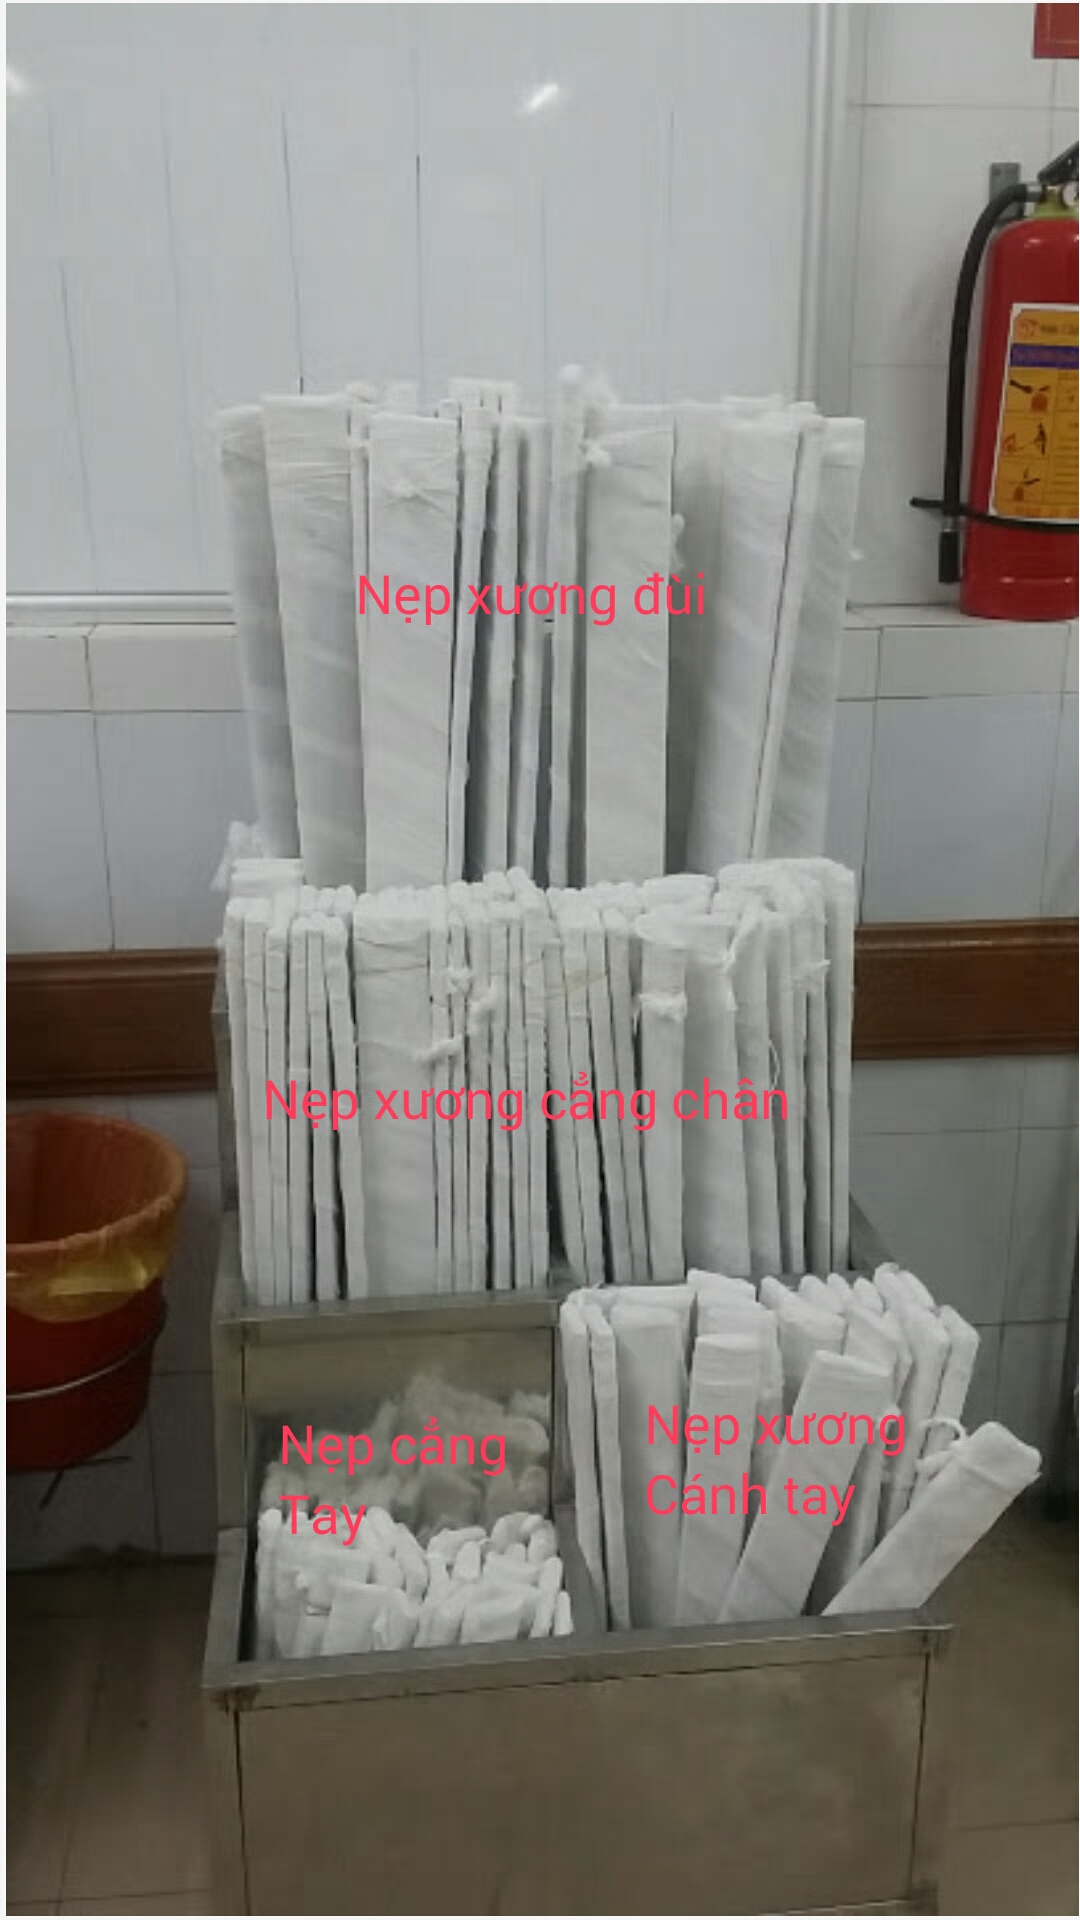 Nẹp xương đùi
Nẹp xương cẳng chân
Nẹp cẳng
Tay
Nẹp xương
Cánh tay